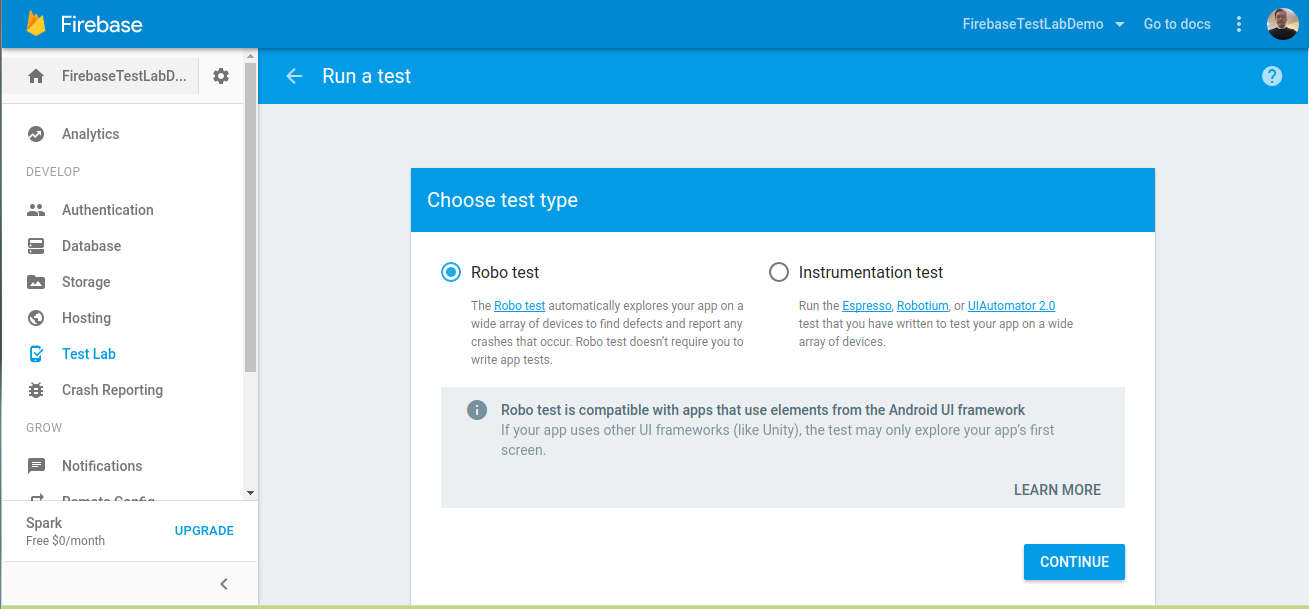 Firebase
FirebaseTestLabDemo
Go to docs
FirebaseTestLabD...
Run a test
?
Analytics
DEVELOP
Authentication
Database
Storage
Hosting
Test Lab
Crash Reporting
GROW
Notifications
Remote Config
Spark
Free $0/month
UPGRADE
Choose test type
Robo test
The Robo test automatically explores your app on a
wide array of devices to find defects and report any
crashes that occur. Robo test doesn't require you to
write app tests.
Instrumentation test
Run the Espresso, Robotium, or UIAutomator 2.0
test that you have written to test your app on a wide
array of devices.
Robo test is compatible with apps that use elements from the Android UI framework
If your app uses other UI frameworks (like Unity), the test may only explore your app's first
screen.
LEARN MORE
CONTINUE